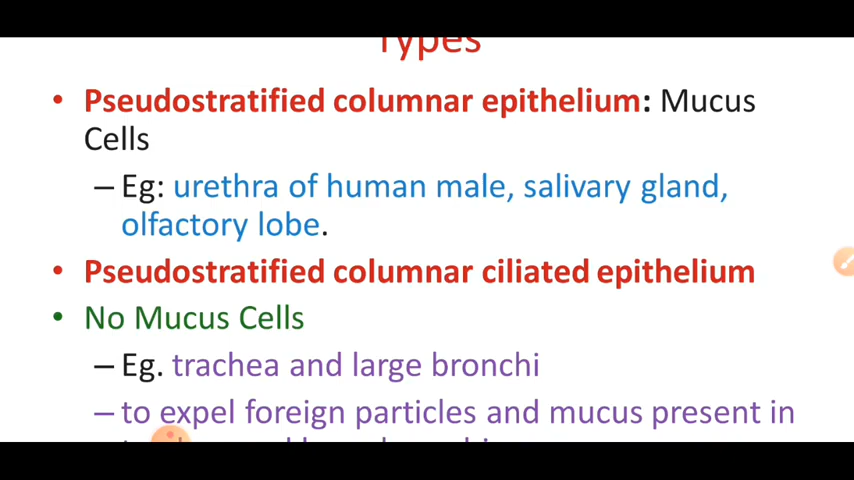 Types
• Pseudostratified columnar epithelium: Mucus
Cells
– Eg: urethra of human male, salivary gland,
olfactory lobe.
• Pseudostratified columnar ciliated epithelium
• No Mucus Cells
– Eg. trachea and large bronchi
– to expel foreign particles and mucus present in